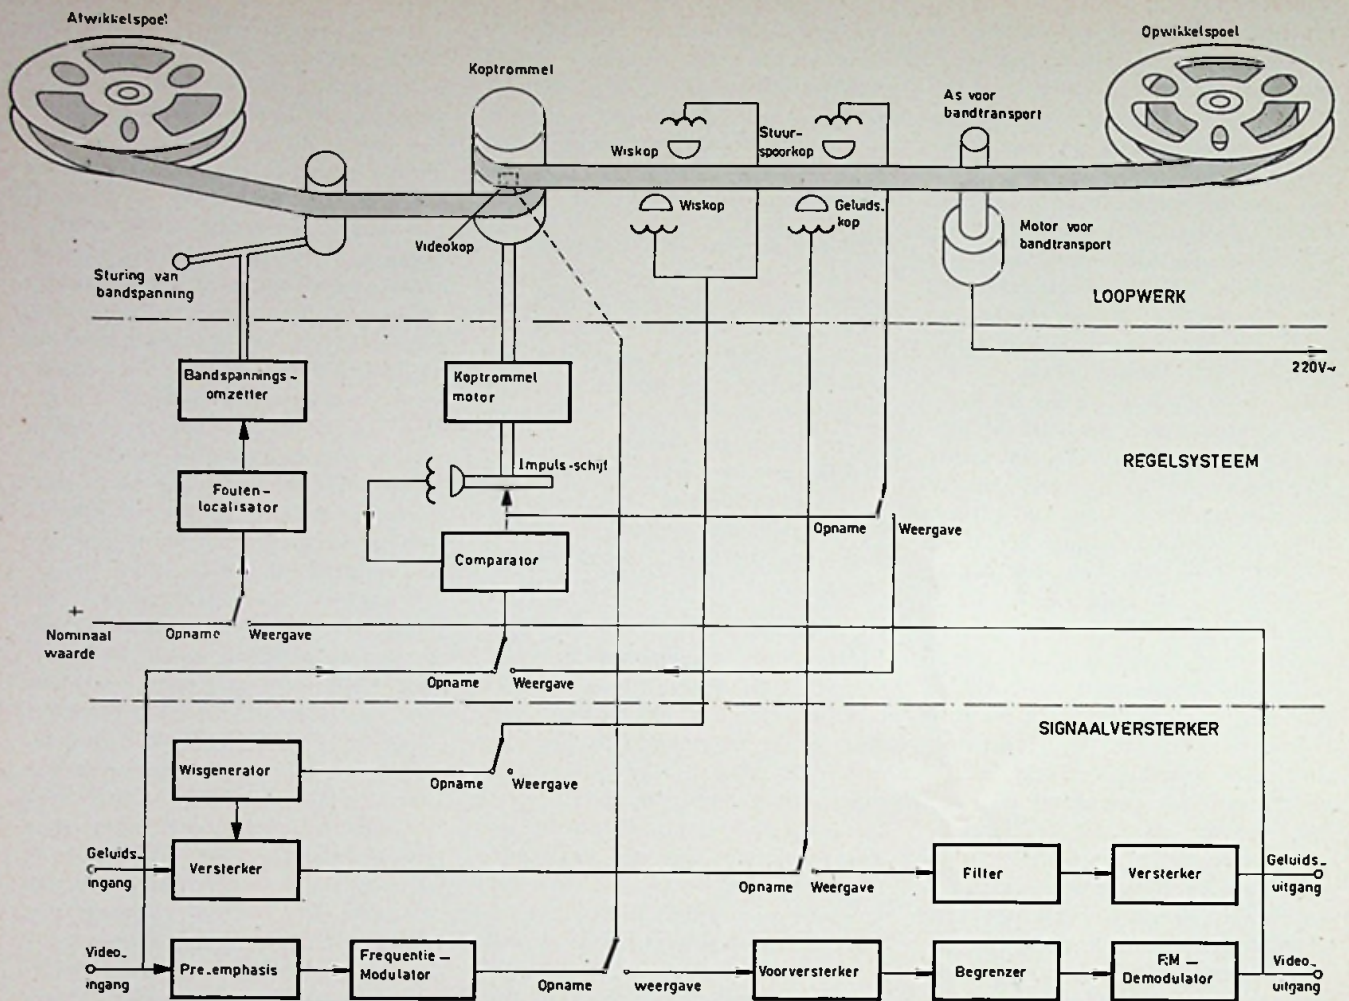 Afwikkelspoel
Opwikkelspoel
Koptrommel
As voor
bandtransport
Wiskop
Stuur-
spoorkop
Wiskop
Geluids-
kop
Videokop
Motor voor
bandtransport
Sturing van
bandspanning
LOOPWERK
220V~
Bandspannings-
omzetter
Koptrommel
motor
REGELSYSTEEM
Impuls-schijf
Fouten-
localisator
Opname
Weergave
Comparator
+
Nominaal
waarde
Opname
Weergave
Opname
Weergave
SIGNAALVERSTERKER
Wisgenerator
Opname
Weergave
Geluids-
ingang
Versterker
Opname
Weergave
Filter
Versterker
Geluids-
uitgang
Video-
ingang
Pre-emphasis
Frequentie-
Modulator
Opname
weergave
Voorversterker
Begrenzer
F.M-
Demodulator
Video-
uitgang